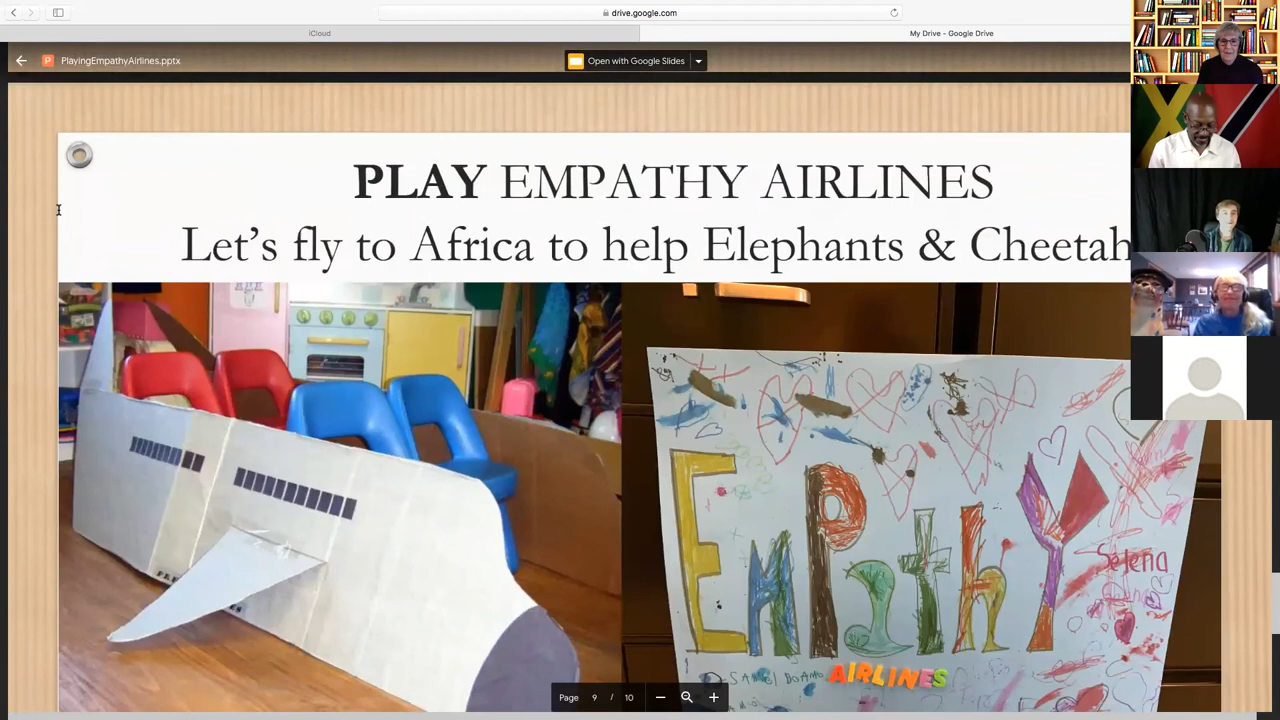 drive.google.com
iCloud
My Drive - Google Drive
P
PlayingEmpathyAirlines.pptx
Open with Google Slides
PLAY EMPATHY AIRLINES
Let's fly to Africa to help Elephants & Cheetah
EMPAthY
Selena
AIRLINES
Page 9 / 10